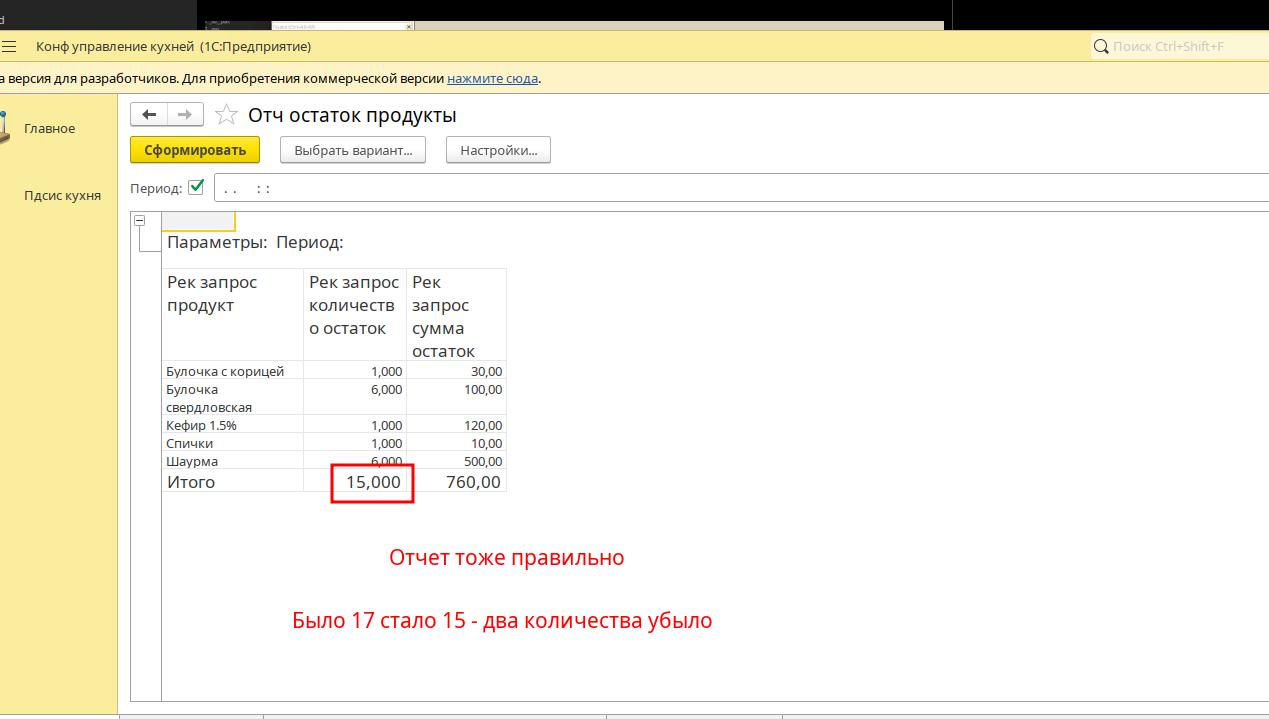 d
Конф управление кухней (1С:Предприятие)
Поиск Ctrl+Shift+F
а версия для разработчиков. Для приобретения коммерческой версии нажмите сюда.
Главное
Отч остаток продукты
Сформировать
Выбрать вариант...
Настройки...
Период:
. .   : :
Пдсис кухня
Параметры: Период:
Рек запрос
продукт
Рек запрос
количеств
о остаток
Рек
запрос
сумма
остаток
Булочка с корицей 1,000 30,00
Булочка 6,000 100,00
свердловская
Кефир 1.5% 1,000 120,00
Спички 1,000 10,00
Шаурма 6,000 500,00
Итого 15,000 760,00
Отчет тоже правильно
Было 17 стало 15 - два количества убыло